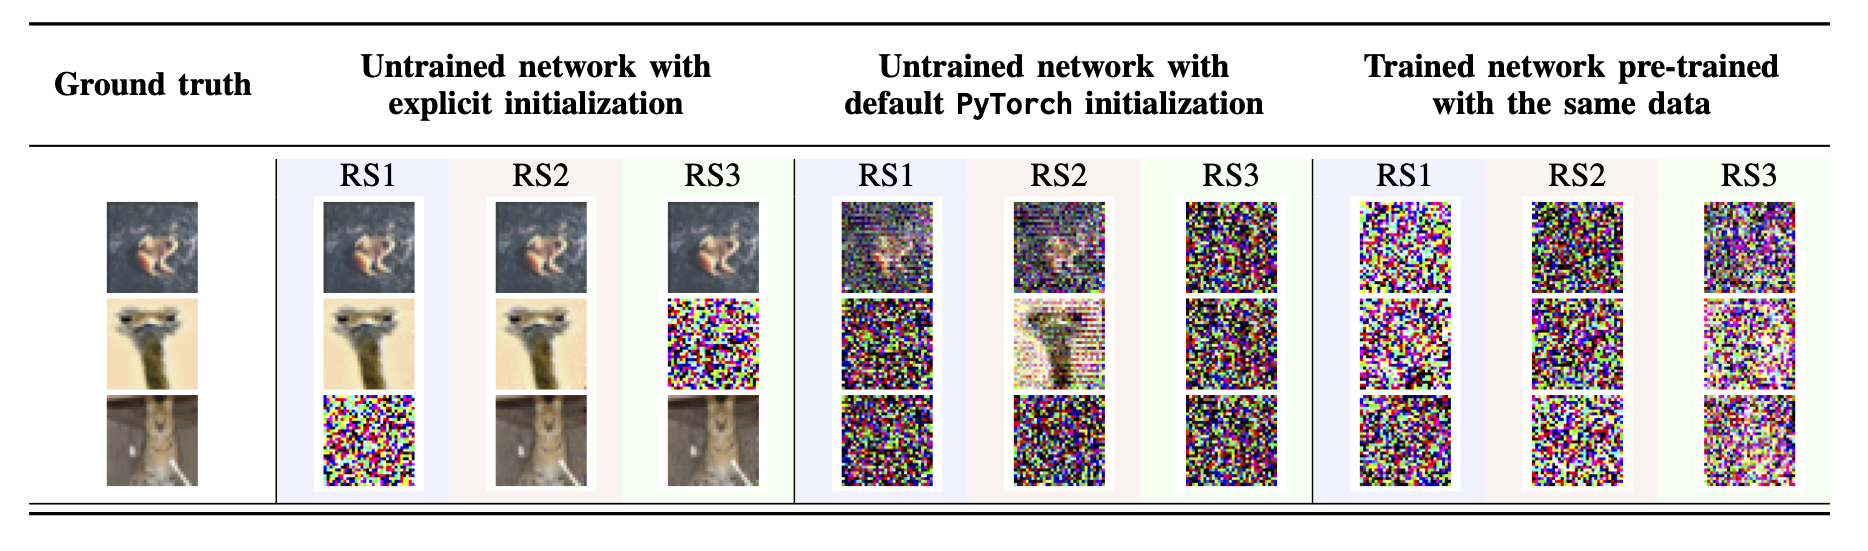 Ground truth
Untrained network with
explicit initialization
Untrained network with
default PyTorch initialization
Trained network pre-trained
with the same data
RS1 RS2 RS3 RS1 RS2 RS3 RS1 RS2 RS3